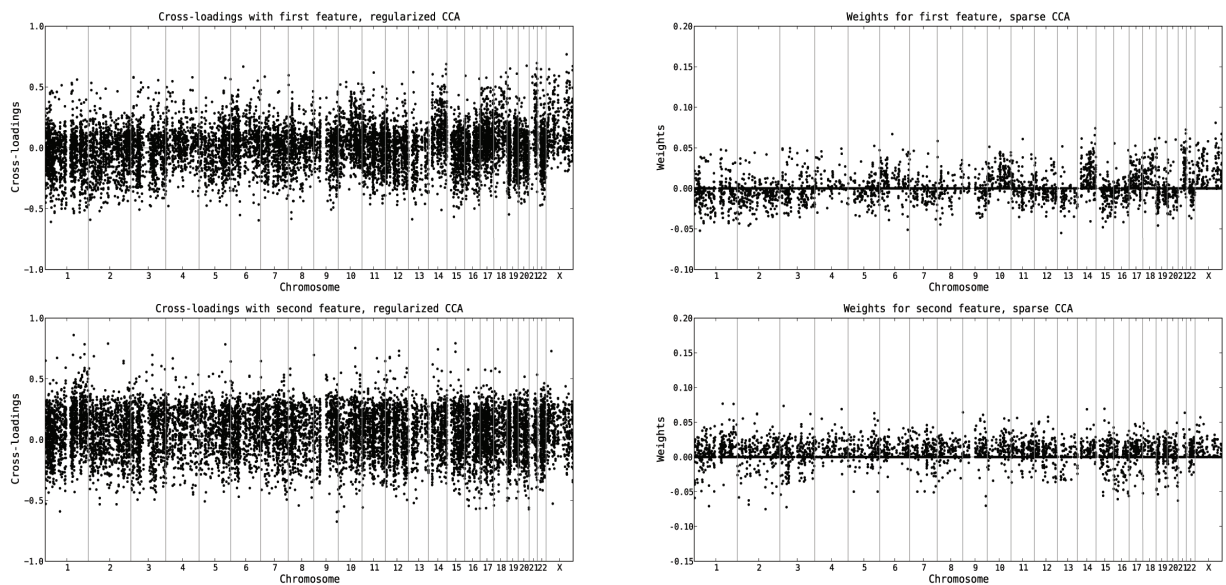 Cross-loadings with first feature, regularized CCA
1.0
0.5
0.0
−0.5
−1.0
Cross-loadings
1 2 3 4 5 6 7 8 9 10 11 12 13 14 15 16 17 18 19 20 21 22 X
Chromosome
Weights for first feature, sparse CCA
0.20
0.15
0.10
0.05
0.00
−0.05
−0.10
Weights
1 2 3 4 5 6 7 8 9 10 11 12 13 14 15 16 17 18 19 20 21 22 X
Chromosome
Cross-loadings with second feature, regularized CCA
1.0
0.5
0.0
−0.5
−1.0
Cross-loadings
1 2 3 4 5 6 7 8 9 10 11 12 13 14 15 16 17 18 19 20 21 22 X
Chromosome
Weights for second feature, sparse CCA
0.20
0.15
0.10
0.05
0.00
−0.05
−0.10
−0.15
Weights
1 2 3 4 5 6 7 8 9 10 11 12 13 14 15 16 17 18 19 20 21 22 X
Chromosome